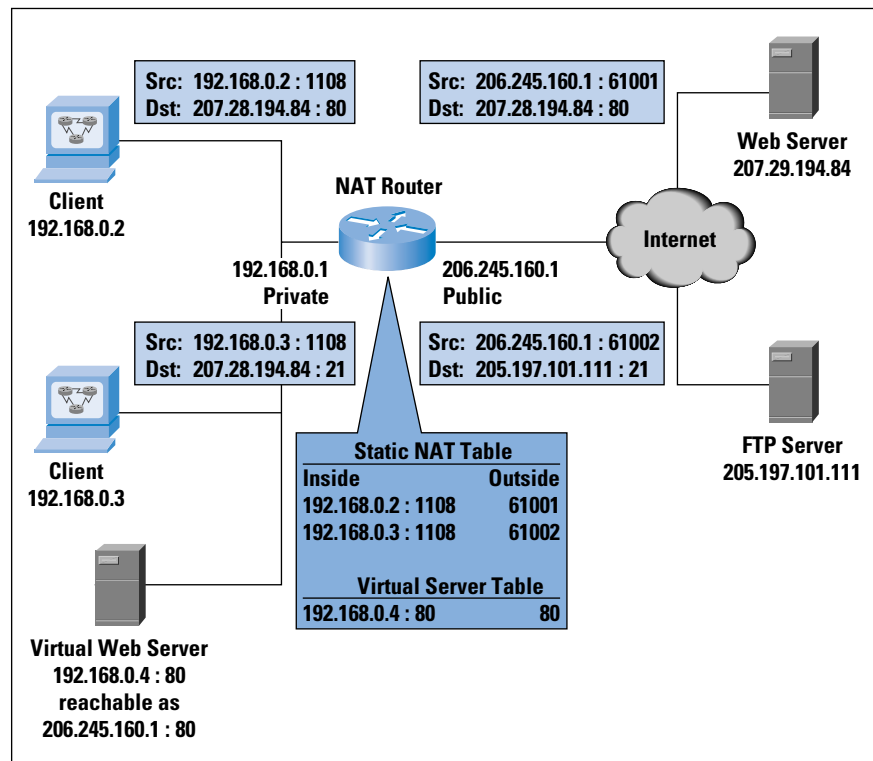 Src: 192.168.0.2 : 1108
Dst: 207.28.194.84 : 80
Src: 206.245.160.1 : 61001
Dst: 207.28.194.84 : 80
Client
192.168.0.2
Web Server
207.29.194.84
NAT Router
Internet
192.168.0.1
Private
206.245.160.1
Public
Src: 192.168.0.3 : 1108
Dst: 207.28.194.84 : 21
Src: 206.245.160.1 : 61002
Dst: 205.197.101.111 : 21
Client
192.168.0.3
FTP Server
205.197.101.111
Static NAT Table
Inside Outside
192.168.0.2 : 1108 61001
192.168.0.3 : 1108 61002
Virtual Server Table
192.168.0.4 : 80 80
Virtual Web Server
192.168.0.4 : 80
reachable as
206.245.160.1 : 80